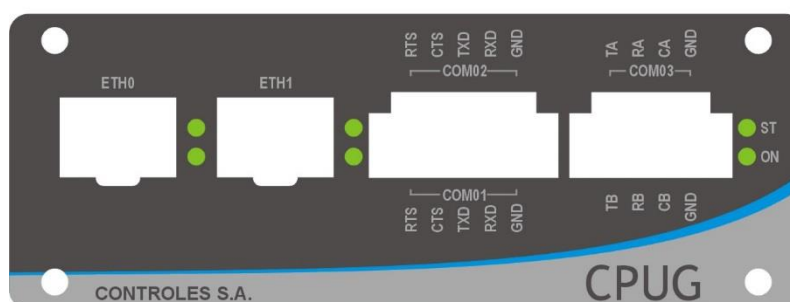 RTS CTS TXD RXD GND
TA RA CA GND
COM02
COM03
ETH0
ETH1
ST
ON
COM01
RTS CTS TXD RXD GND
TB RB CB GND
CONTROLES S.A.
CPUG